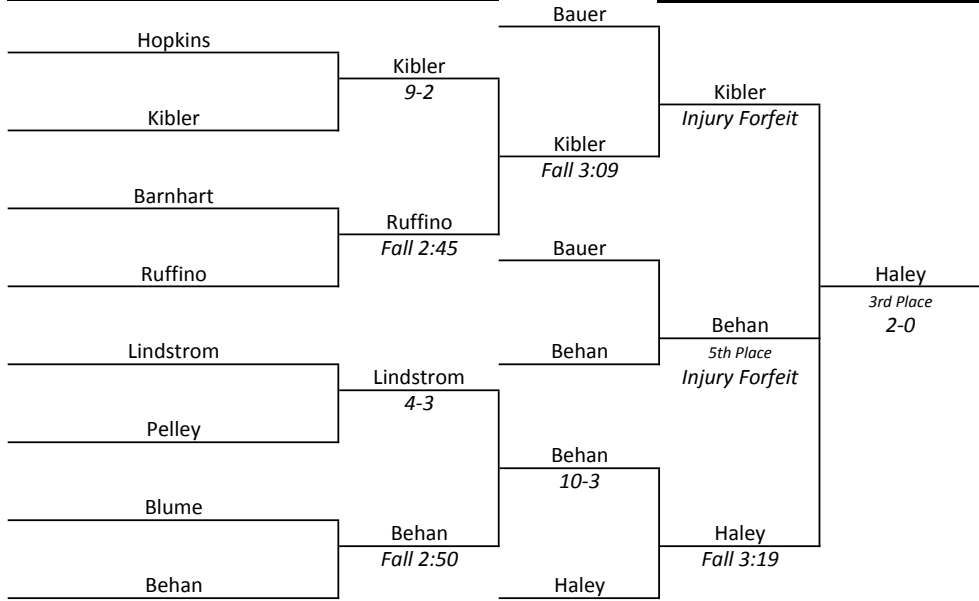 Bauer
Hopkins
Kibler
9-2
Kibler
Injury Forfeit
Kibler
Kibler
Fall 3:09
Barnhart
Ruffino
Fall 2:45
Bauer
Ruffino
Haley
3rd Place
2-0
Behan
5th Place
Injury Forfeit
Lindstrom
Behan
Lindstrom
4-3
Pelley
Behan
10-3
Blume
Behan
Fall 2:50
Haley
Fall 3:19
Behan
Haley